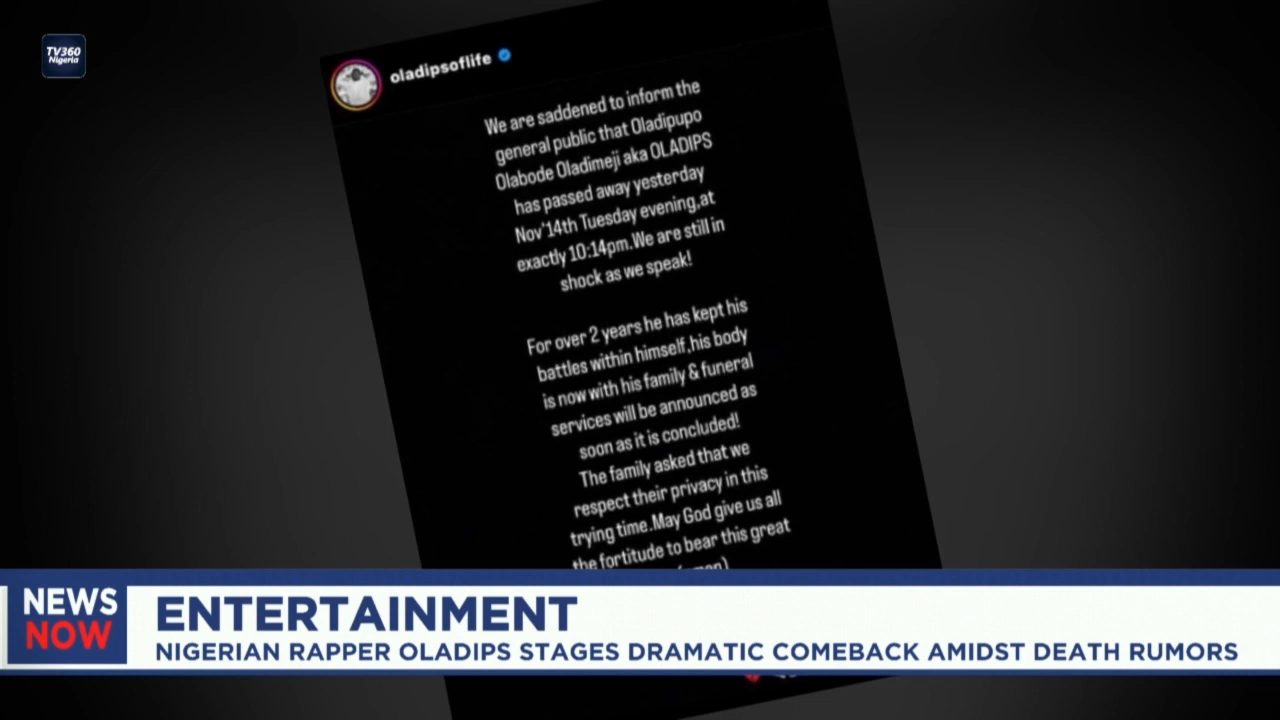 TV360
Nigeria
oladipsoflife
We are saddened to inform the
general public that Oladipupo
Olabode Oladimeji aka OLADIPS
has passed away yesterday
Nov'14th Tuesday evening,at
exactly 10:14pm.We are still in
shock as we speak!
For over 2 years he has kept his
battles within himself,his body
is now with his family & funeral
services will be announced as
soon as it is concluded!
The family asked that we
respect their privacy in this
trying time.May God give us all
the fortitude to bear this great
NEWS
NOW
ENTERTAINMENT
NIGERIAN RAPPER OLADIPS STAGES DRAMATIC COMEBACK AMIDST DEATH RUMORS